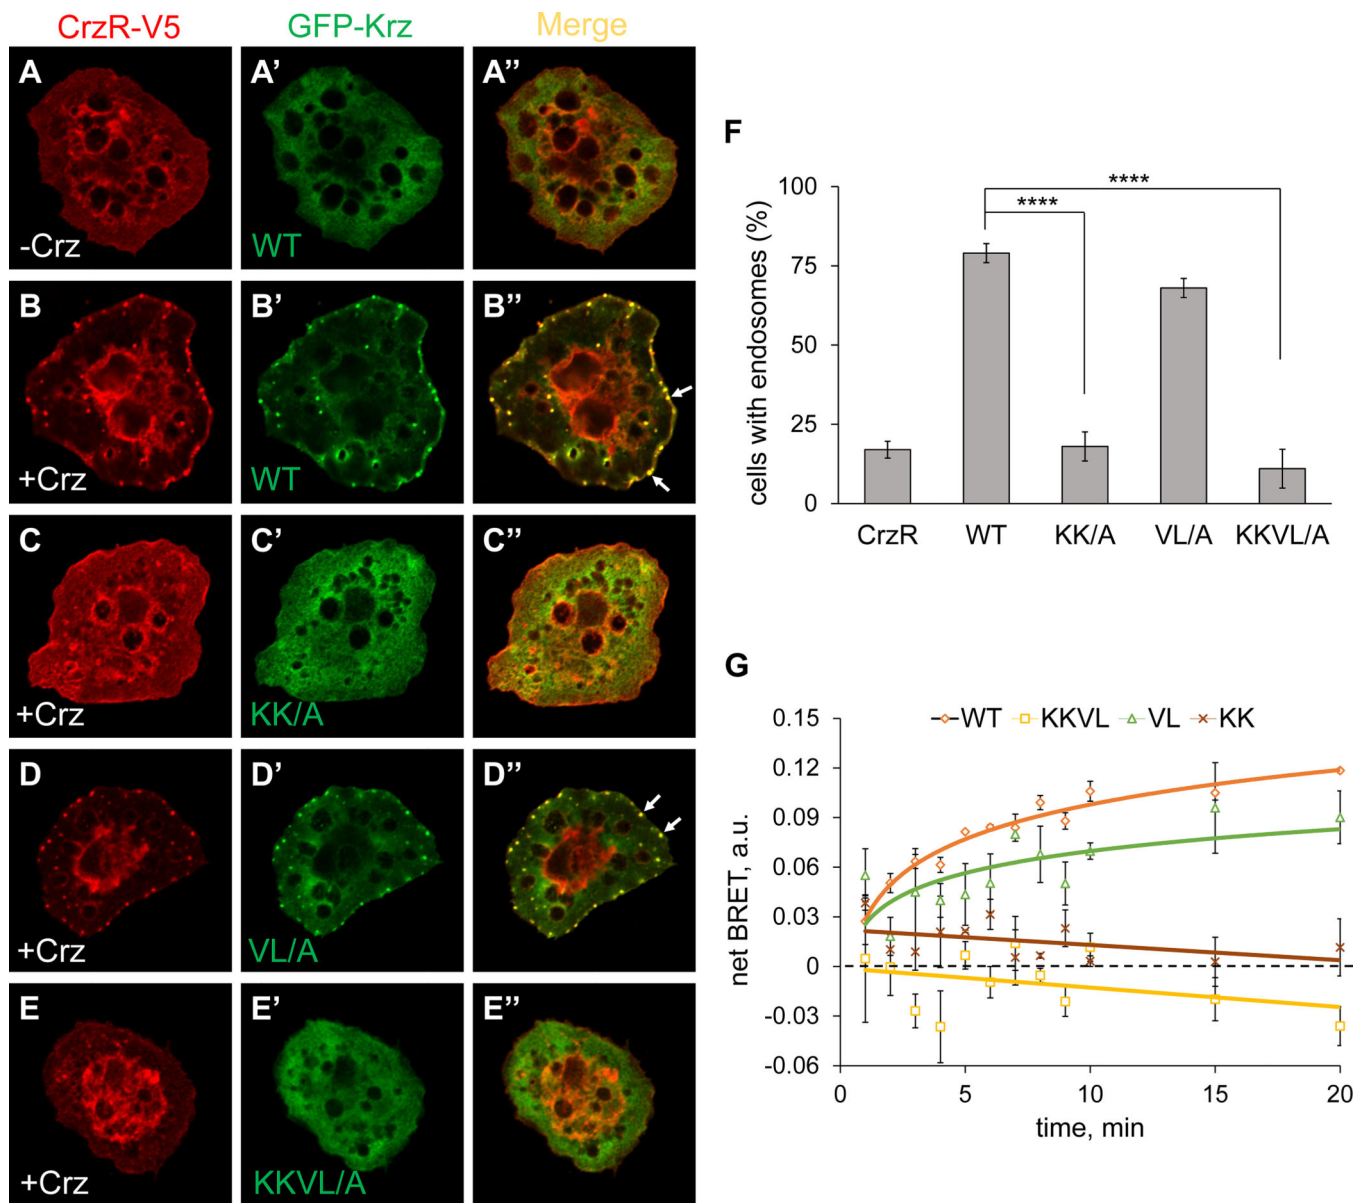 CrzR-V5 GFP-Krz Merge
A A' A"
-Crz WT
B B' B"
+Crz WT
C C' C"
+Crz KK/A
D D' D"
+Crz VL/A
E E' E"
+Crz KKVL/A
F
****
****
100
75
50
25
0
cells with endosomes (%)
CrzR WT KK/A VL/A KKVL/A
G
WT KKVL VL KK
0.15
0.12
0.09
0.06
0.03
0
-0.03
-0.06
net BRET, a.u.
0 5 10 15 20
time, min